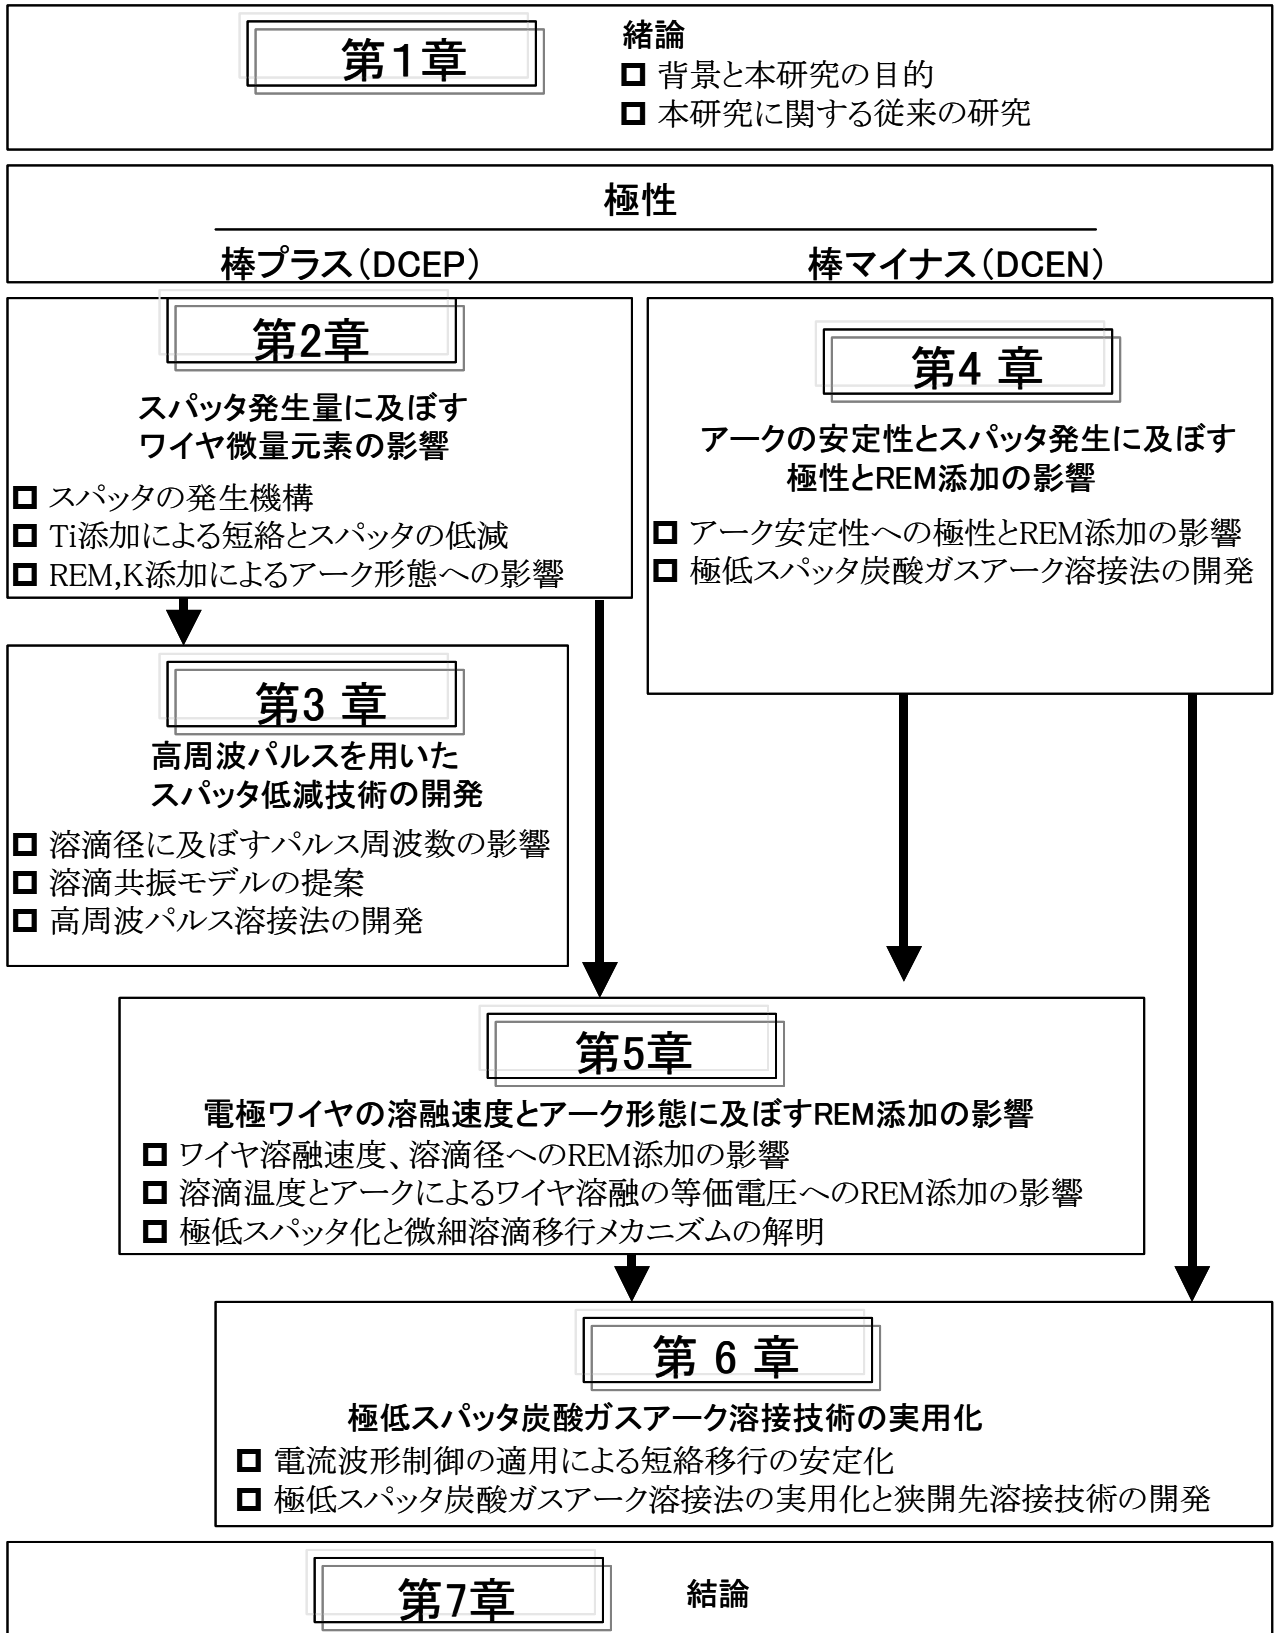 第1章
緒論
背景と本研究の目的
本研究に関する従来の研究
極性
棒プラス(DCEP)
棒マイナス(DCEN)
第2章
スパッタ発生量に及ぼす
ワイヤ微量元素の影響
スパッタの発生機構
Ti添加による短絡とスパッタの低減
REM,K添加によるアーク形態への影響
第4 章
アークの安定性とスパッタ発生に及ぼす
極性とREM添加の影響
アーク安定性への極性とREM添加の影響
極低スパッタ炭酸ガスアーク溶接法の開発
第3 章
高周波パルスを用いた
スパッタ低減技術の開発
溶滴径に及ぼすパルス周波数の影響
溶滴共振モデルの提案
高周波パルス溶接法の開発
第5章
電極ワイヤの溶融速度とアーク形態に及ぼすREM添加の影響
ワイヤ溶融速度、溶滴径へのREM添加の影響
溶滴温度とアークによるワイヤ溶融の等価電圧へのREM添加の影響
極低スパッタ化と微細溶滴移行メカニズムの解明
第 6 章
極低スパッタ炭酸ガスアーク溶接技術の実用化
電流波形制御の適用による短絡移行の安定化
極低スパッタ炭酸ガスアーク溶接法の実用化と狭開先溶接技術の開発
第7章
結論